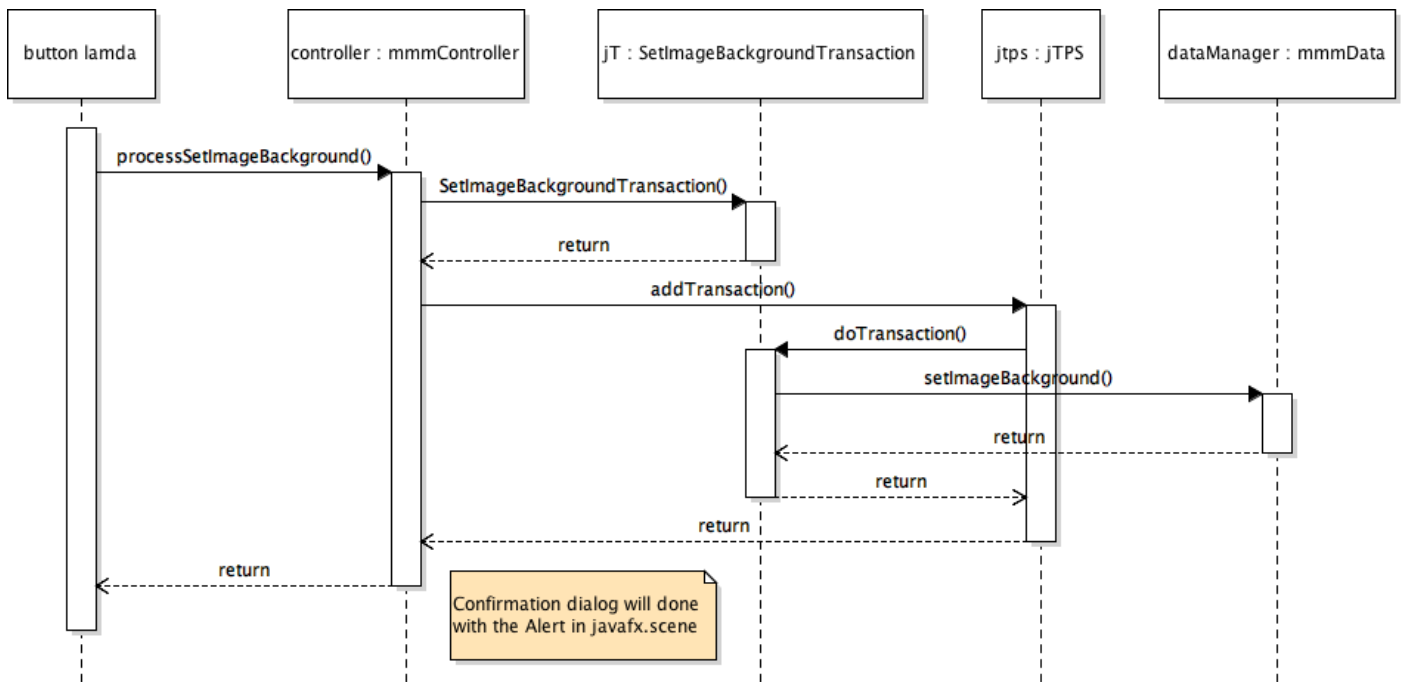 button lamda
controller : mmmController
jT : SetImageBackgroundTransaction
jtps : jTPS
dataManager : mmmData
processSetImageBackground()
SetImageBackgroundTransaction()
return
addTransaction()
doTransaction()
setImageBackground()
return
return
return
return
Confirmation dialog will done
with the Alert in javafx.scene